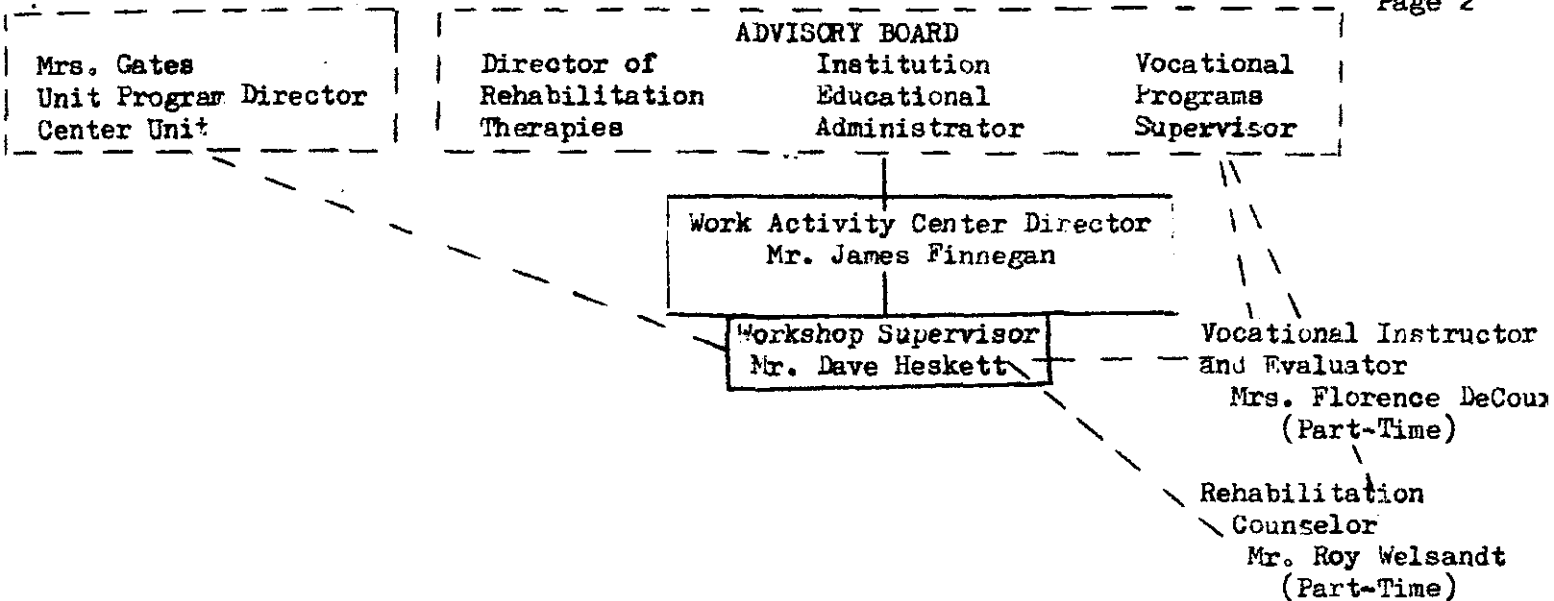 Page 2
Mrs. Gates
Unit Program Director
Center Unit
ADVISORY BOARD
Director of
Rehabilitation
Therapies
Institution
Educational
Administrator
Vocational
Programs
Supervisor
Work Activity Center Director
Mr. James Finnegan
Workshop Supervisor
Mr. Dave Heskett
Vocational Instructor
and Evaluator
Mrs. Florence DeCoux
(Part-Time)
Rehabilitation
Counselor
Mr. Roy Welsandt
(Part-Time)